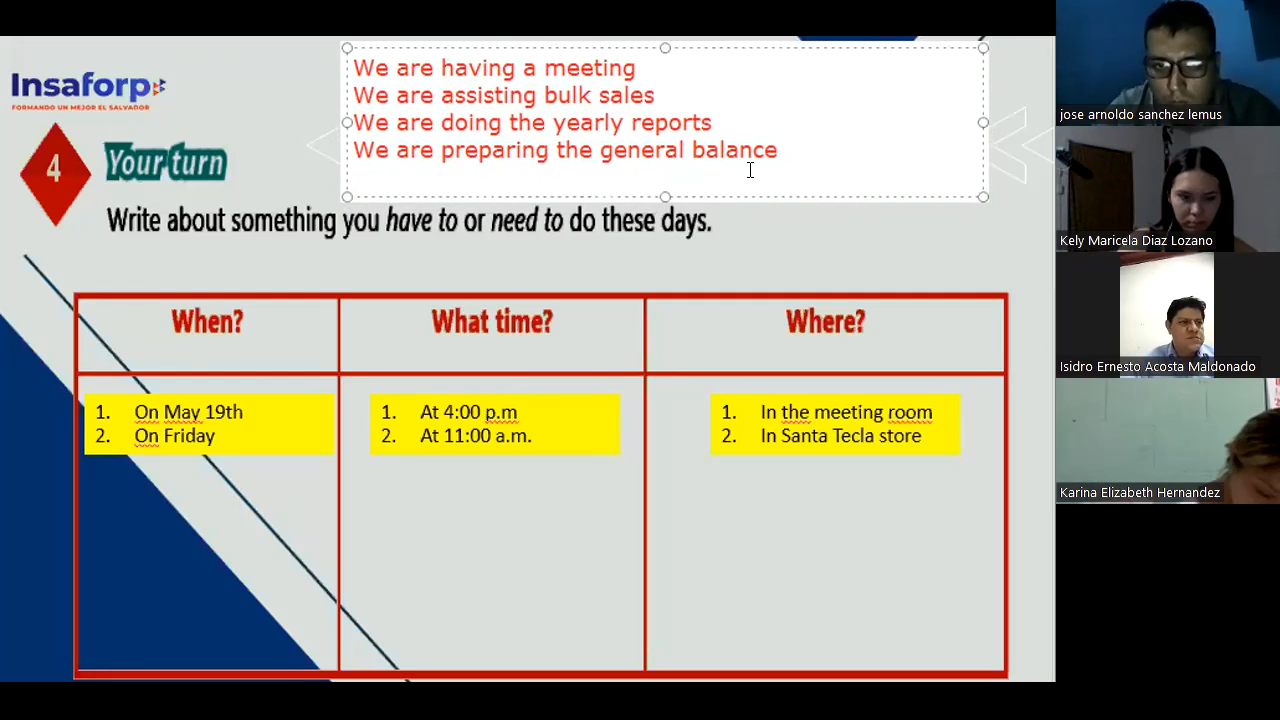 We are having a meeting
We are assisting bulk sales
We are doing the yearly reports
We are preparing the general balance
Insaforp
FORMANDO UN MEJOR EL SALVADOR
4
Your turn
Write about something you have to or need to do these days.
When?
What time?
Where?
1. On May 19th
2. On Friday
1. At 4:00 p.m
2. At 11:00 a.m.
1. In the meeting room
2. In Santa Tecla store
jose arnoldo sanchez lemus
Kely Maricela Diaz Lozano
Isidro Ernesto Acosta Maldonado
Karina Elizabeth Hernandez